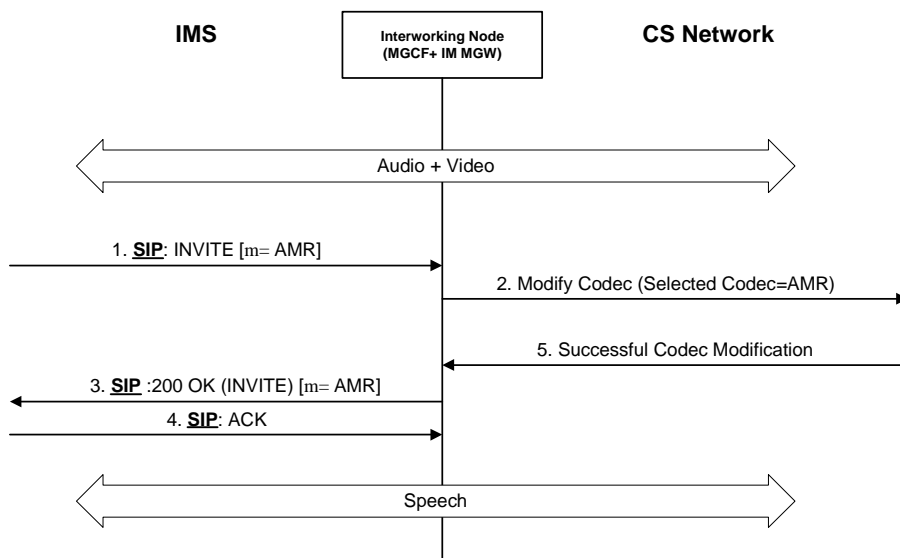 IMS
Interworking Node
(MGCF+ IM MGW)
CS Network
Audio + Video
1. SIP: INVITE [m= AMR]
2. Modify Codec (Selected Codec=AMR)
5. Successful Codec Modification
3. SIP :200 OK (INVITE) [m= AMR]
4. SIP: ACK
Speech